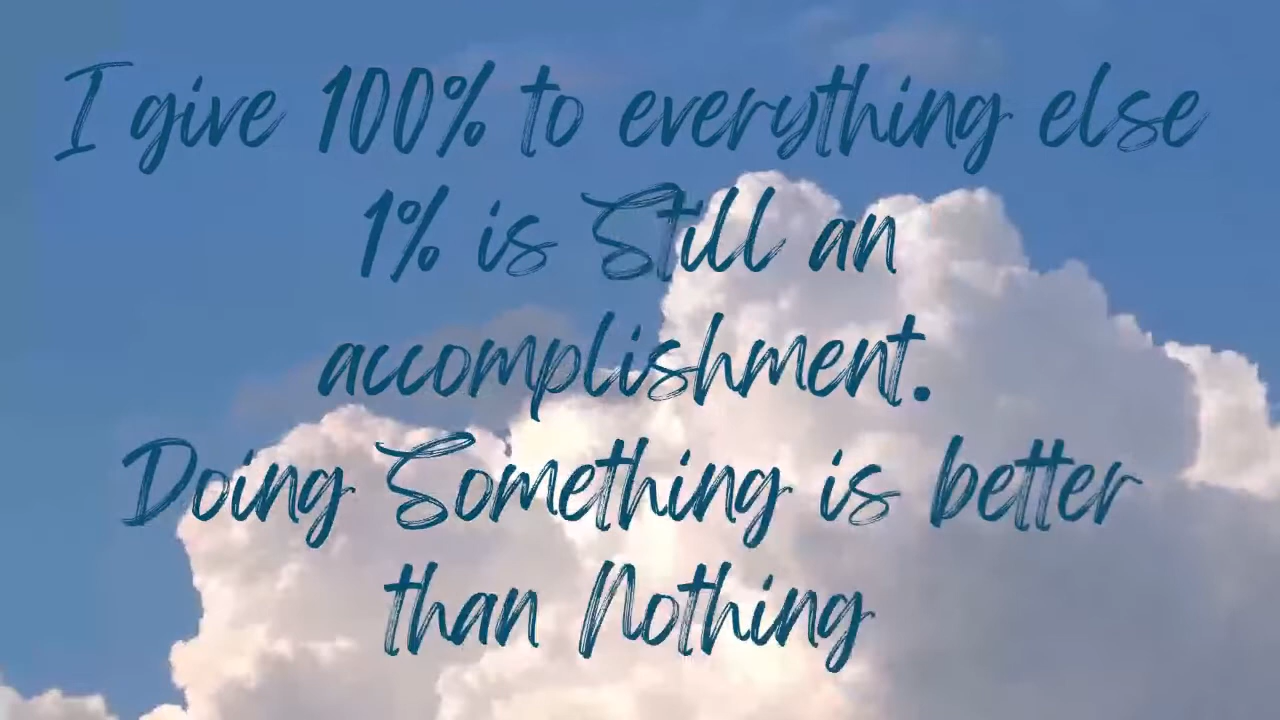 I give 100% to everything else
1% is Still an
accomplishment.
Doing Something is better
than Nothing